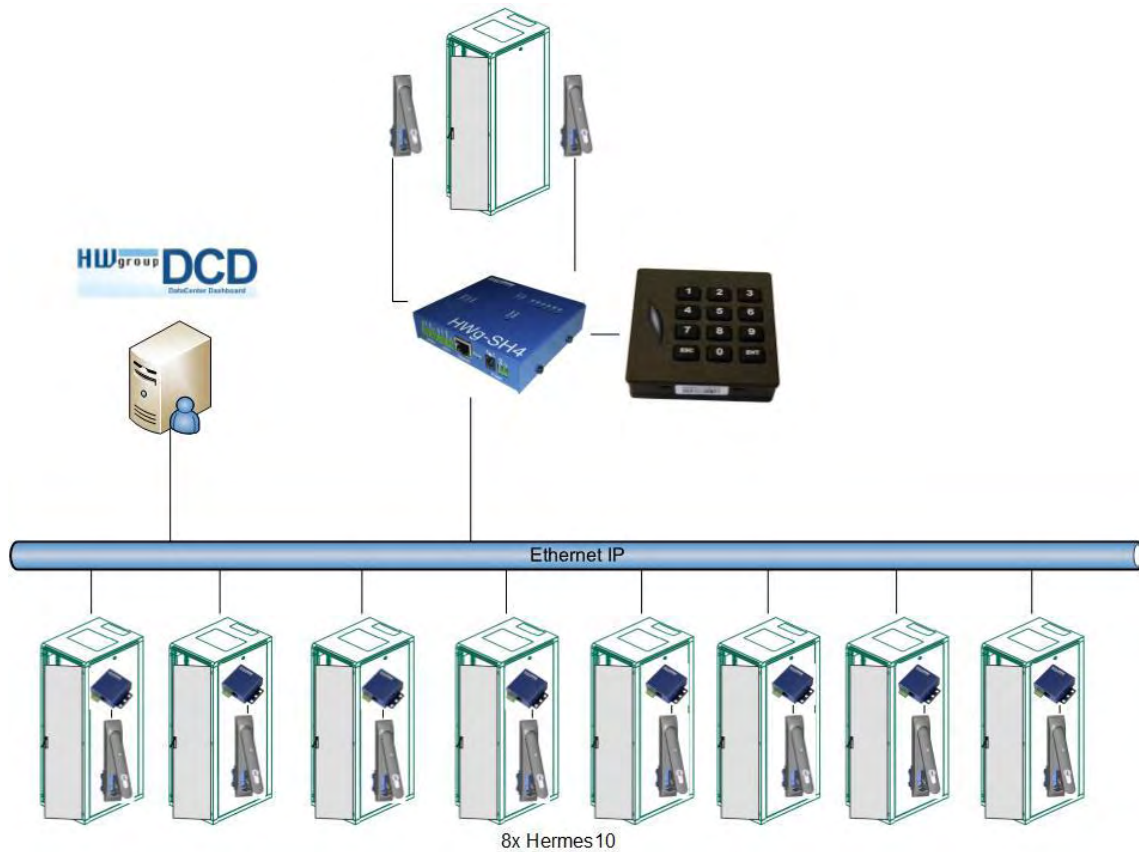 HWgroup DCD
DataCenter Dashboard
HWg-SH4
1 2 3
4 5 6
7 8 9
ESC 0 ENT
Ethernet IP
8x Hermes10